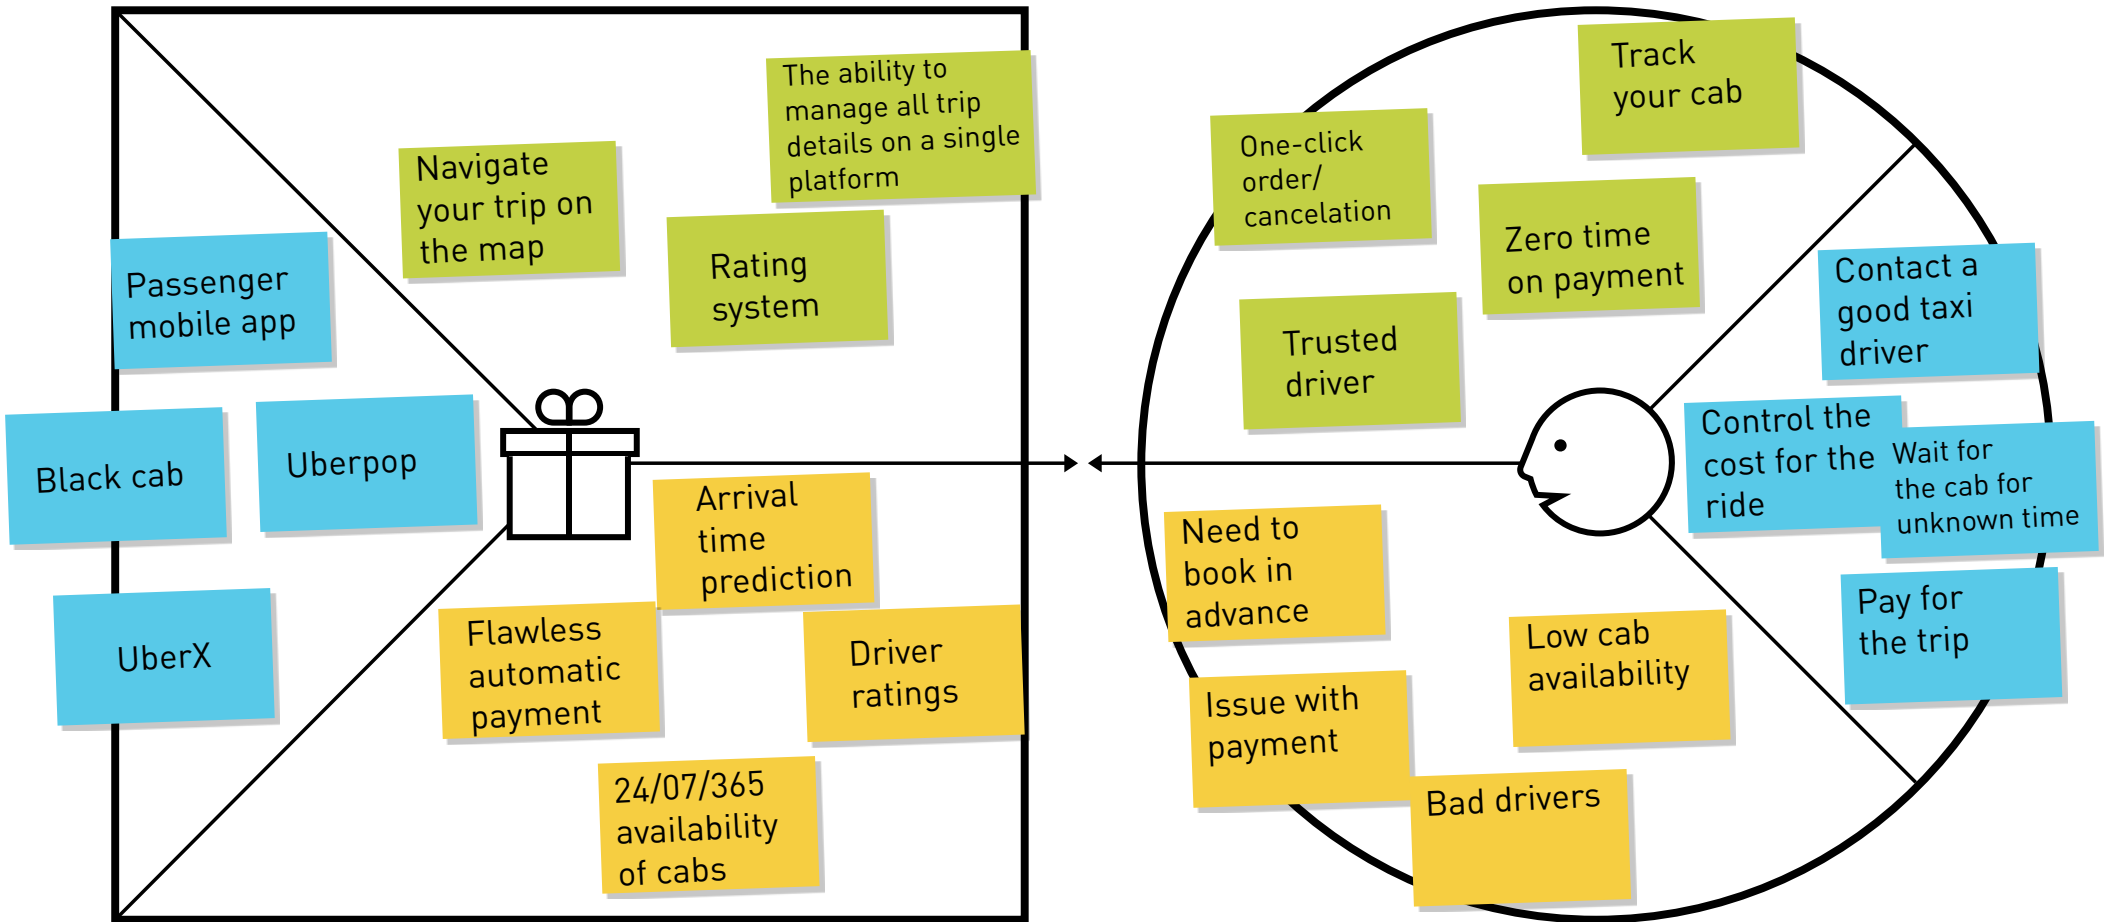 The ability to
manage all trip
details on a single
platform
Navigate
your trip on
the map
Rating
system
Passenger
mobile app
Black cab
Uberpop
UberX
Arrival
time
prediction
Flawless
automatic
payment
Driver
ratings
24/07/365
availability
of cabs
Track
your cab
One-click
order/
cancelation
Zero time
on payment
Trusted
driver
Contact a
good taxi
driver
Control the
cost for the
ride
Wait for
the cab for
unknown time
Pay for
the trip
Need to
book in
advance
Low cab
availability
Issue with
payment
Bad drivers